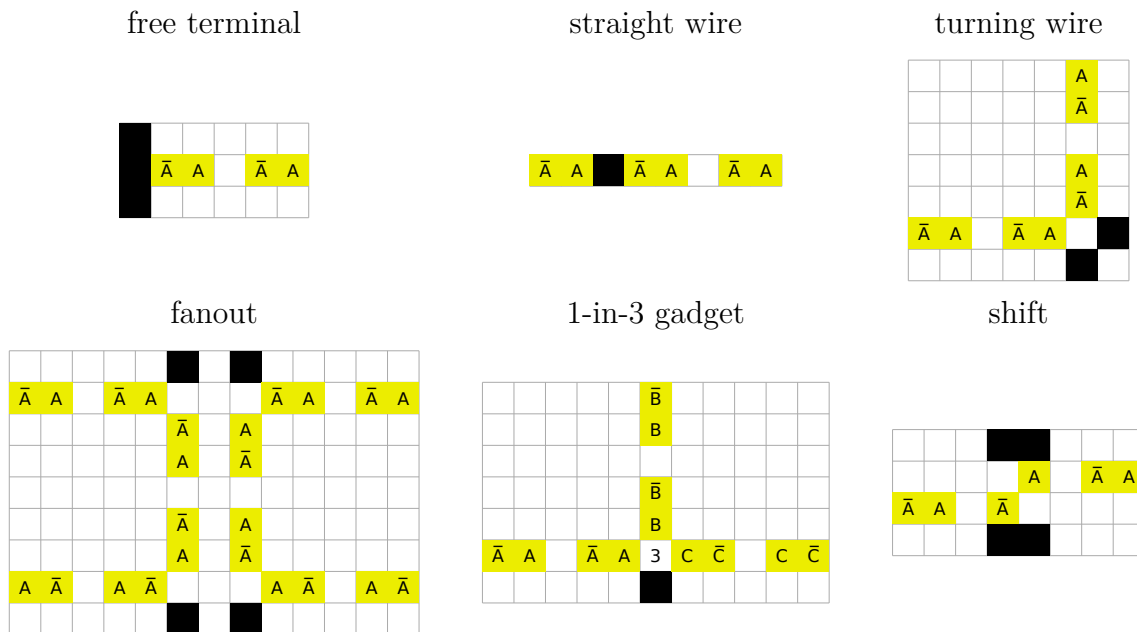 free terminal
Ā A Ā A
straight wire
Ā A Ā A Ā A
turning wire
A
Ā
A
Ā
Ā A Ā A
fanout
Ā A Ā A Ā A Ā A
Ā A
A Ā
Ā A
A Ā
A Ā A Ā A Ā A Ā
1-in-3 gadget
B̄
B
B̄
B
Ā A Ā A 3 C C̄ C C̄
shift
A Ā A
Ā A Ā